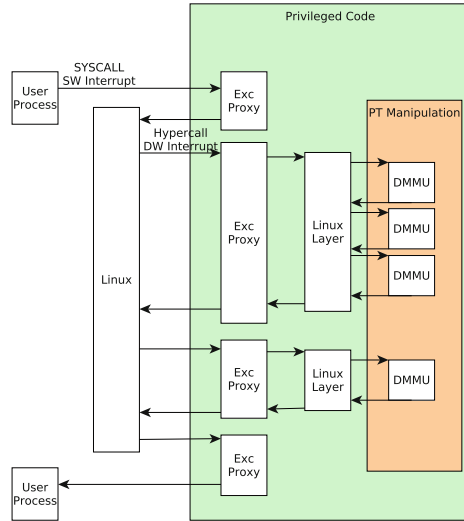 Privileged Code
SYSCALL
SW Interrupt
User
Process
Exc
Proxy
PT Manipulation
Hypercall
DW Interrupt
DMMU
Exc
Proxy
Linux
Layer
DMMU
DMMU
Linux
Exc
Proxy
Linux
Layer
DMMU
Exc
Proxy
User
Process